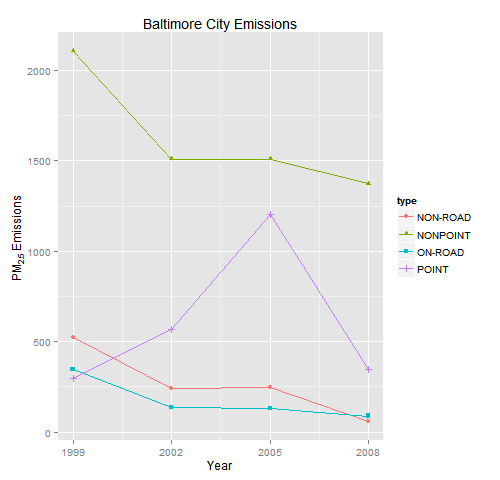 Baltimore City Emissions
PM25 Emissions
2000
1500
1000
500
0
1999
2002
2005
2008
Year
type
NON-ROAD
NONPOINT
ON-ROAD
POINT